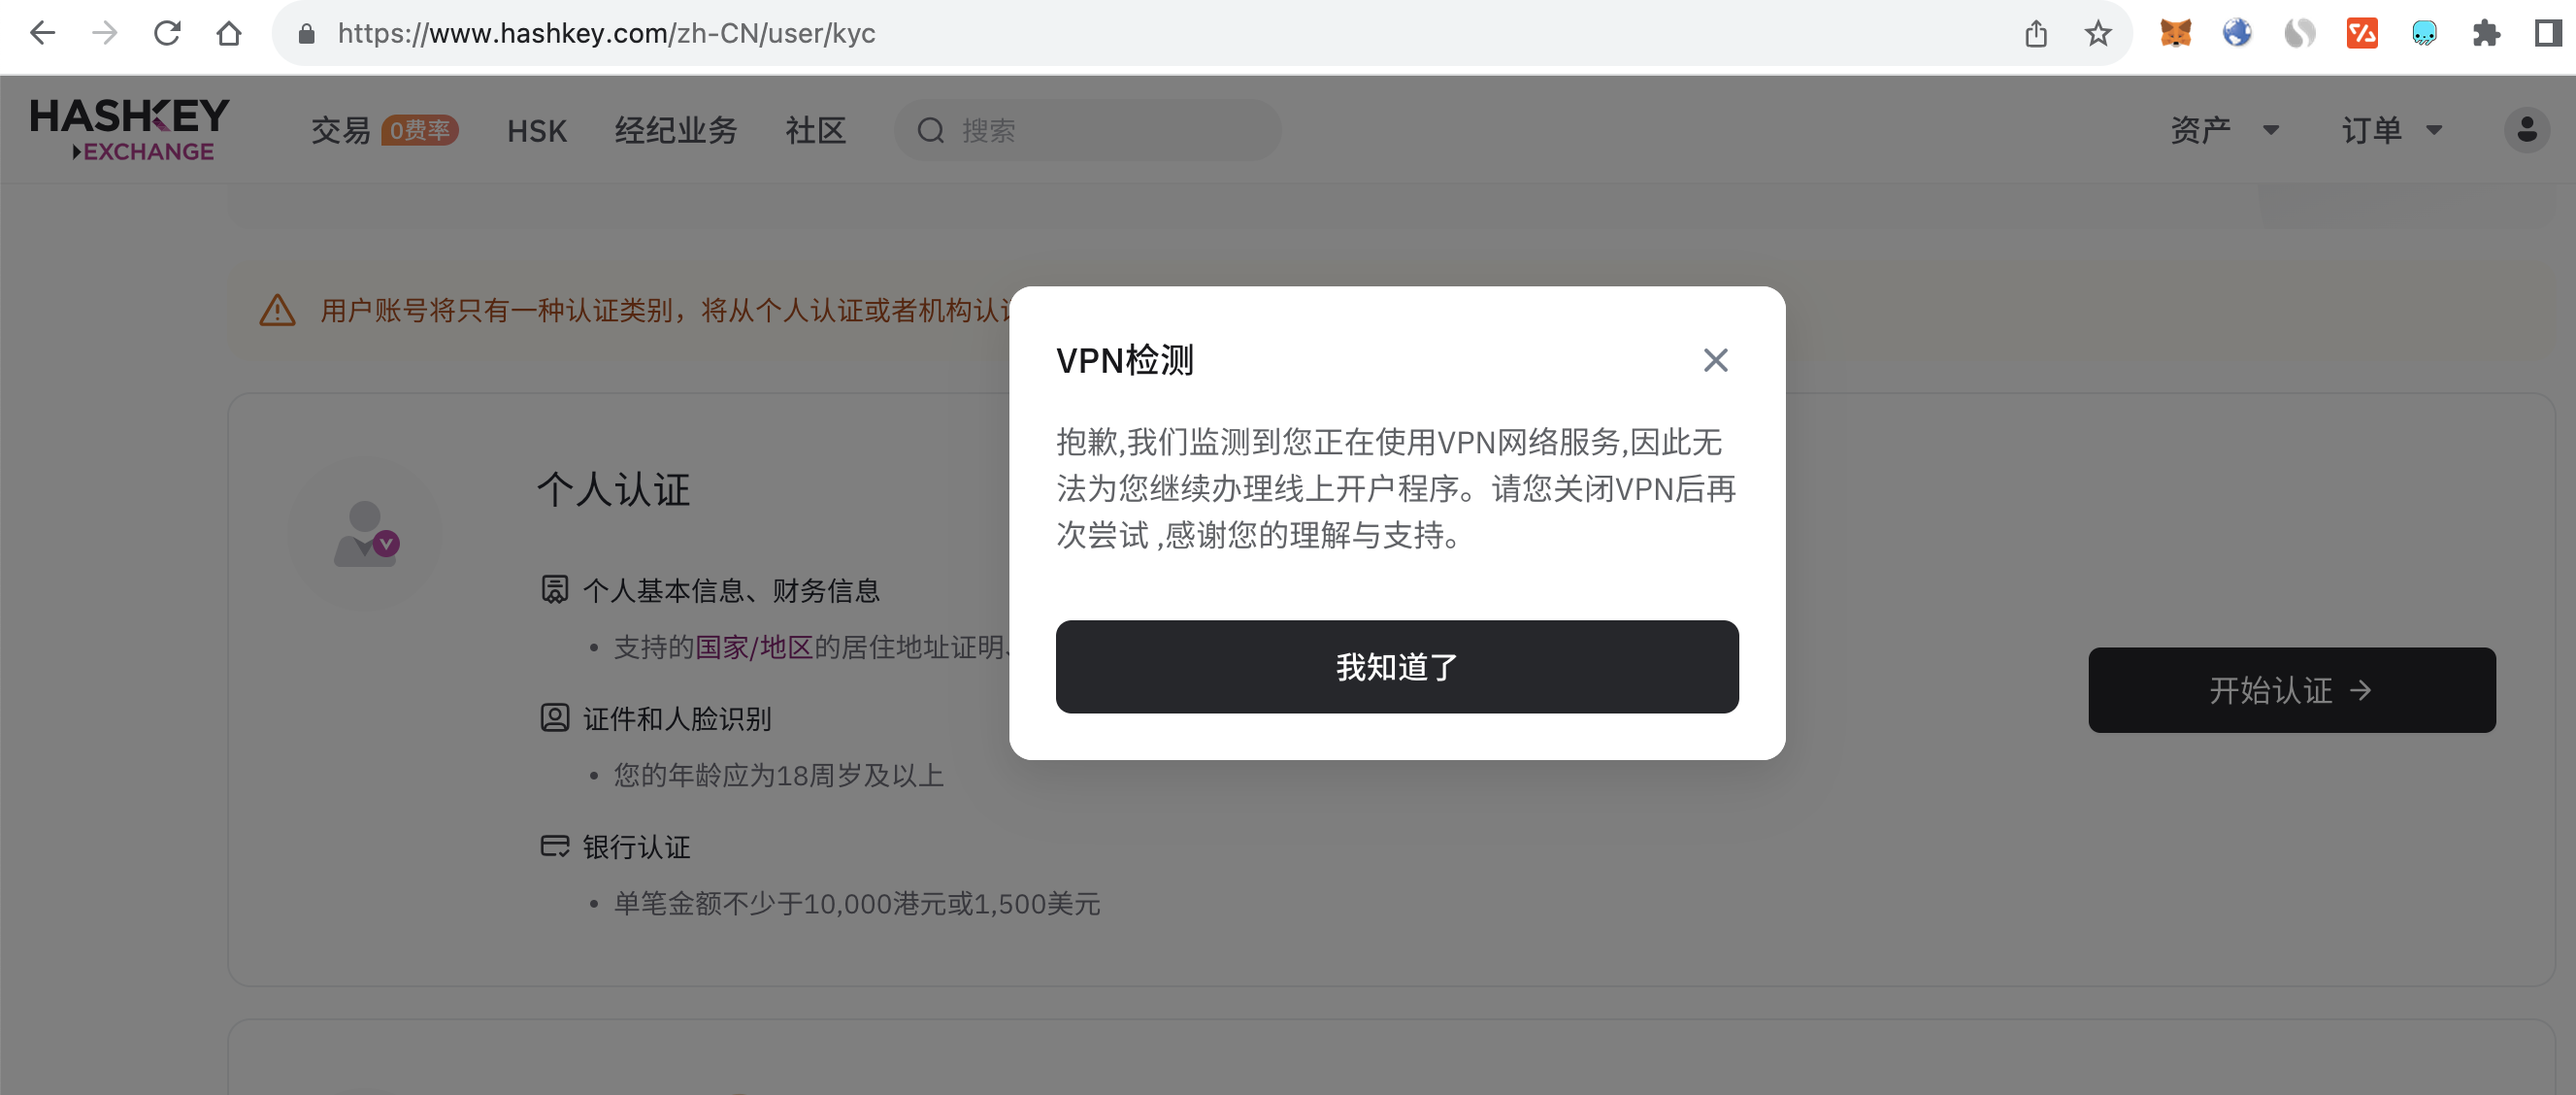 https://www.hashkey.com/zh-CN/user/kyc
HASHKEY
EXCHANGE
交易 0费率 HSK 经纪业务 社区 搜索 资产 订单
用户账号将只有一种认证类别，将从个人认证或者机构认
VPN检测
抱歉,我们监测到您正在使用VPN网络服务,因此无
法为您继续办理线上开户程序。请您关闭VPN后再
次尝试 ,感谢您的理解与支持。
我知道了
个人认证
个人基本信息、财务信息
• 支持的国家/地区的居住地址证明、
证件和人脸识别
• 您的年龄应为18周岁及以上
银行认证
• 单笔金额不少于10,000港元或1,500美元
开始认证 →